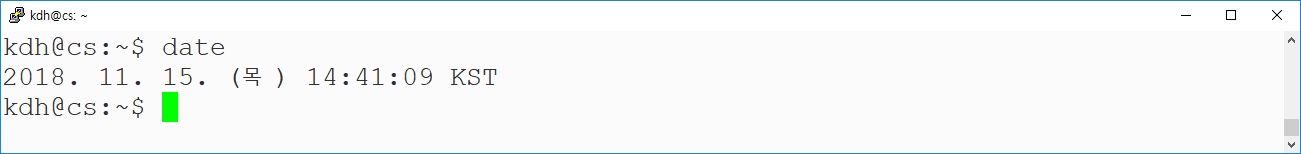 kdh@cs: ~
kdh@cs:~$ date
2018. 11. 15. (목 ) 14:41:09 KST
kdh@cs:~$